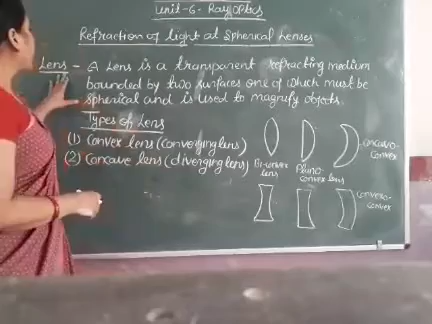 Unit-6. Ray Optics
Refraction of light at Spherical Lenses
Lens - A Lens is a transparent refracting medium
bounded by two surfaces one of which must be
spherical and is used to magnify objects.
Types of Lens
(1) Convex lens (Converging lens)
(2) Concave lens (diverging lens)
Bi-convex
lens
Plano-
convex lens
concavo-
convex
convexo-
convex